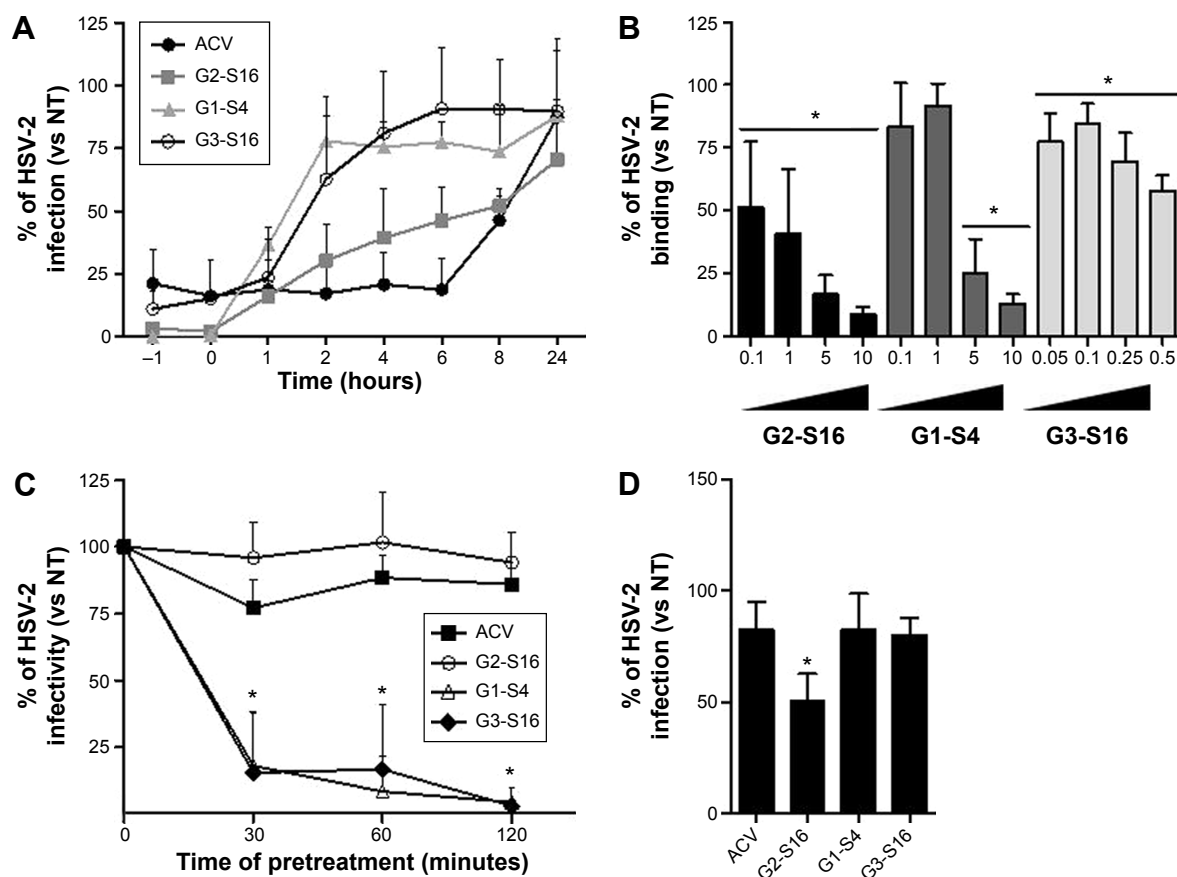 A
% of HSV-2
infection (vs NT)
125
100
75
50
25
0
ACV
G2-S16
G1-S4
G3-S16
–1 0 1 2 4 6 8 24
Time (hours)
B
% of HSV-2
binding (vs NT)
125
100
75
50
25
0
* * *
0.1 1 5 10 0.1 1 5 10 0.05 0.1 0.25 0.5
G2-S16 G1-S4 G3-S16
C
% of HSV-2
infectivity (vs NT)
125
100
75
50
25
ACV
G2-S16
G1-S4
G3-S16
* * *
0 30 60 120
Time of pretreatment (minutes)
D
% of HSV-2
infection (vs NT)
150
100
50
0
*
ACV G2-S16 G1-S4 G3-S16